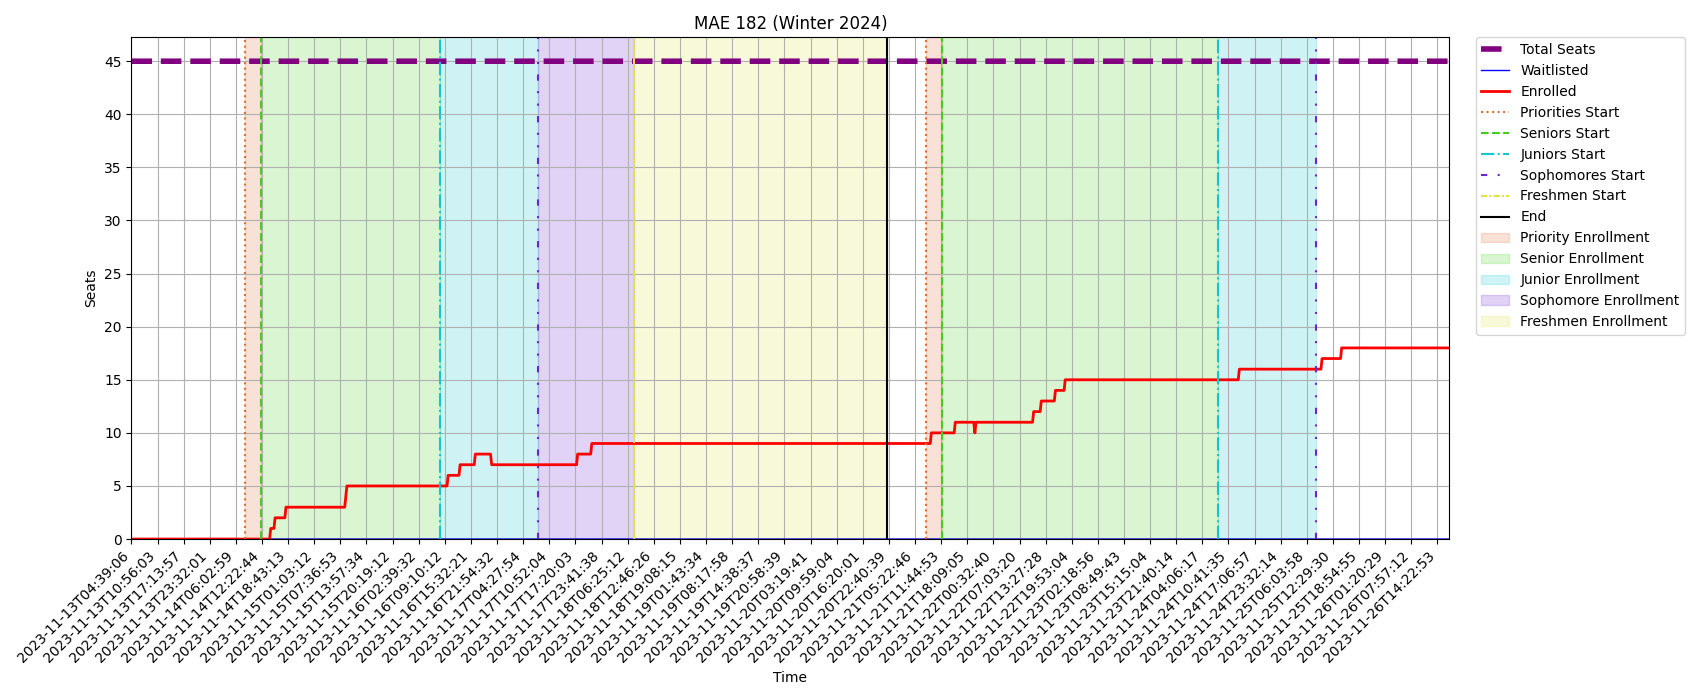 MAE 182 (Winter 2024)
45
40
35
30
25
20
15
10
5
0
Seats
2023-11-13T04:39:06
2023-11-13T10:56:03
2023-11-13T17:13:57
2023-11-13T23:32:01
2023-11-14T06:02:59
2023-11-14T12:22:44
2023-11-14T18:43:13
2023-11-15T01:03:12
2023-11-15T07:36:53
2023-11-15T13:57:34
2023-11-15T20:19:12
2023-11-16T02:39:32
2023-11-16T09:10:12
2023-11-16T15:32:21
2023-11-16T21:54:32
2023-11-17T04:27:54
2023-11-17T10:52:04
2023-11-17T17:20:03
2023-11-17T23:41:38
2023-11-18T06:25:12
2023-11-18T12:46:26
2023-11-18T19:08:15
2023-11-19T01:43:34
2023-11-19T08:17:58
2023-11-19T14:38:37
2023-11-19T20:58:39
2023-11-20T03:19:41
2023-11-20T09:59:04
2023-11-20T16:20:01
2023-11-20T22:40:39
2023-11-21T05:22:46
2023-11-21T11:44:53
2023-11-21T18:09:05
2023-11-22T00:32:40
2023-11-22T07:03:20
2023-11-22T13:27:28
2023-11-22T19:53:04
2023-11-23T02:18:56
2023-11-23T08:49:43
2023-11-23T15:15:04
2023-11-23T21:40:14
2023-11-24T04:06:17
2023-11-24T10:41:35
2023-11-24T17:06:57
2023-11-24T23:32:14
2023-11-25T06:03:58
2023-11-25T12:29:30
2023-11-25T18:54:55
2023-11-26T01:20:29
2023-11-26T07:57:12
2023-11-26T14:22:53
Time
Total Seats
Waitlisted
Enrolled
Priorities Start
Seniors Start
Juniors Start
Sophomores Start
Freshmen Start
End
Priority Enrollment
Senior Enrollment
Junior Enrollment
Sophomore Enrollment
Freshmen Enrollment